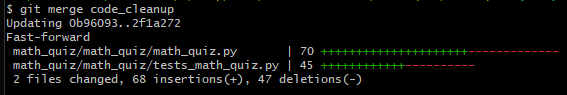 $ git merge code_cleanup
Updating 0b96093..2f1a272
Fast-forward
 math_quiz/math_quiz/math_quiz.py       | 70 ++++++++++++++++++++++--------------
 math_quiz/math_quiz/tests_math_quiz.py | 45 ++++++++++++-----------
 2 files changed, 68 insertions(+), 47 deletions(-)